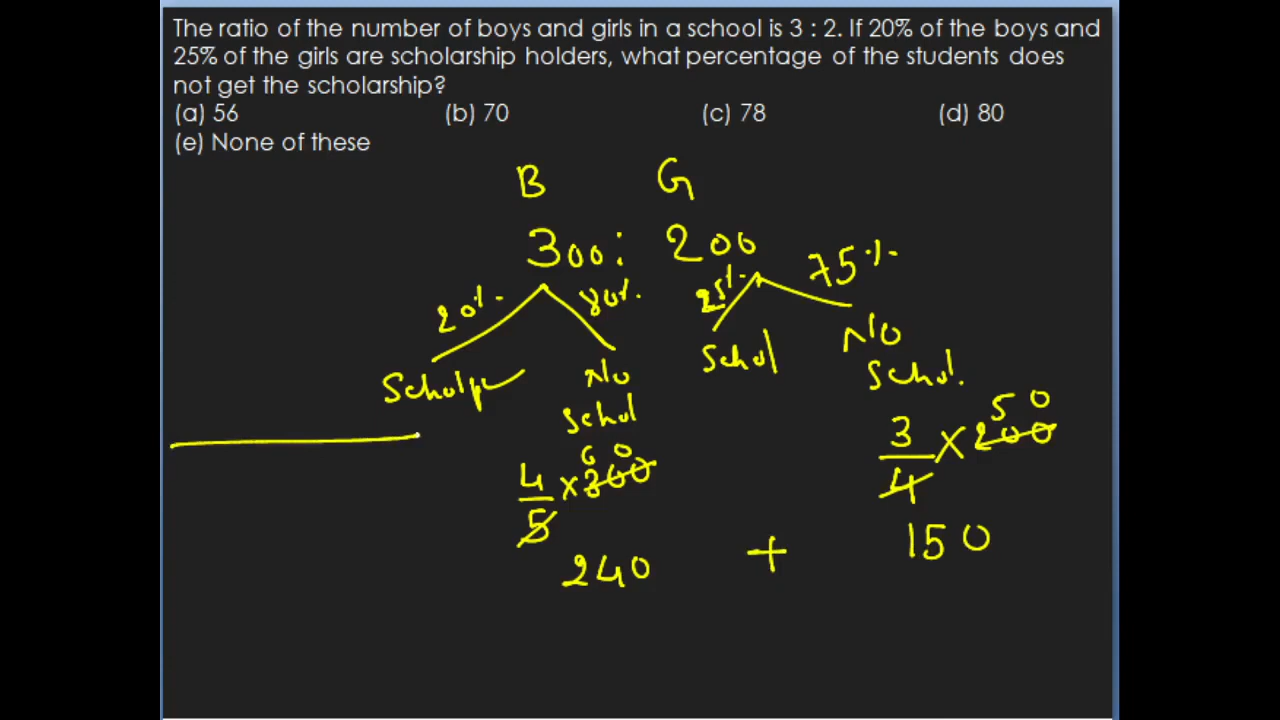 The ratio of the number of boys and girls in a school is 3 : 2. If 20% of the boys and
25% of the girls are scholarship holders, what percentage of the students does
not get the scholarship?
(a) 56 (b) 70 (c) 78 (d) 80
(e) None of these
B G
300 : 200
20% 80% 25% 75%
Schol No Schol No
Schol Schol.
60 50
4/5 × 300 3/4 × 200
240 + 150